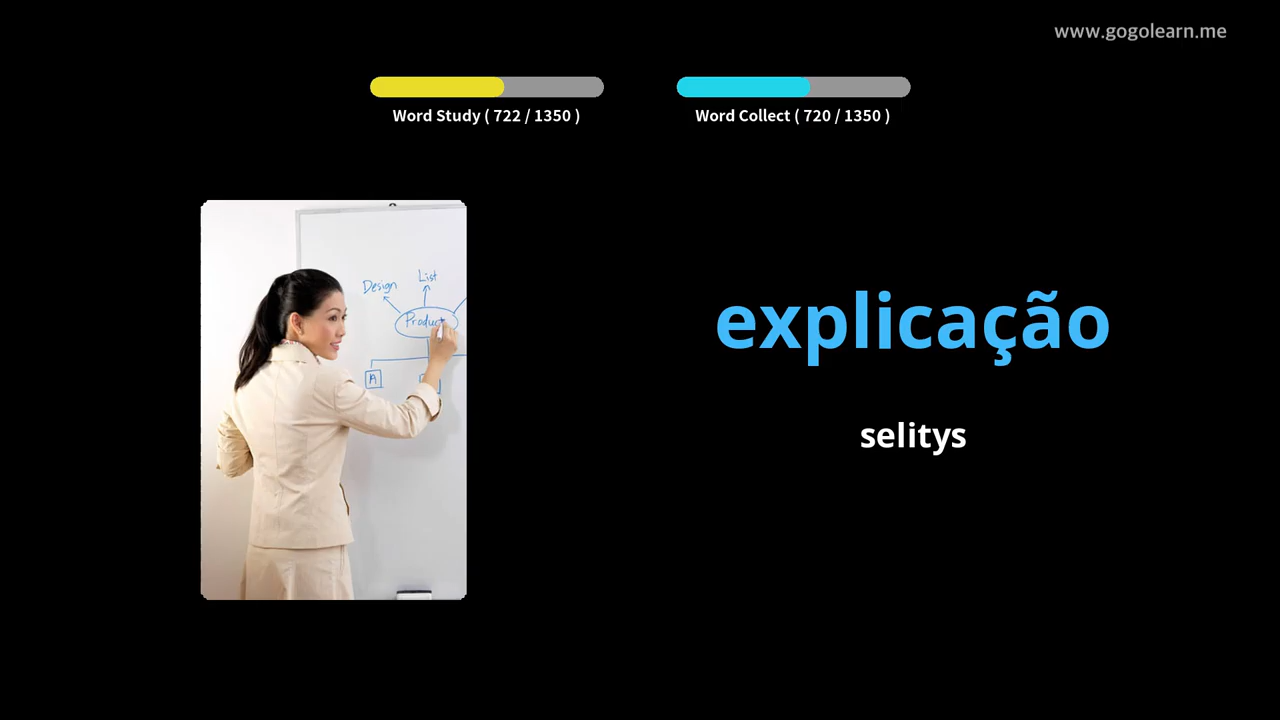 www.gogolearn.me
Word Study ( 722 / 1350 )
Word Collect ( 720 / 1350 )
Design
List
Product
A
explicação
selitys